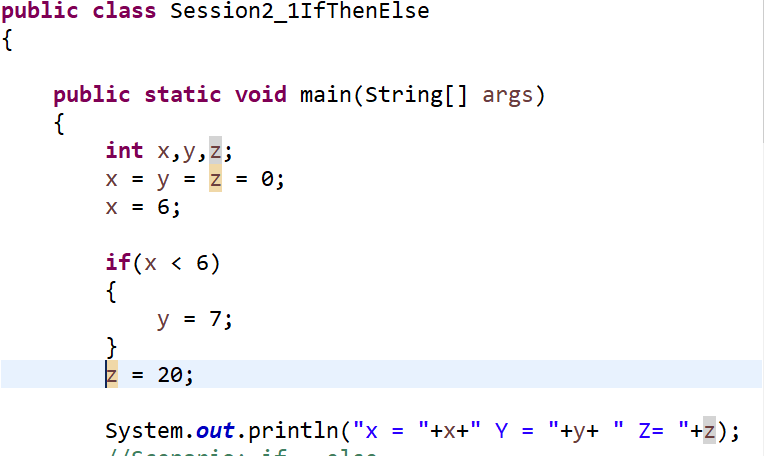 public class Session2_1IfThenElse
{
public static void main(String[] args)
{
int x,y,z;
x = y = z = 0;
x = 6;
if(x < 6)
{
y = 7;
}
z = 20;
System.out.println("x = "+x+" Y = "+y+ " Z= "+z);